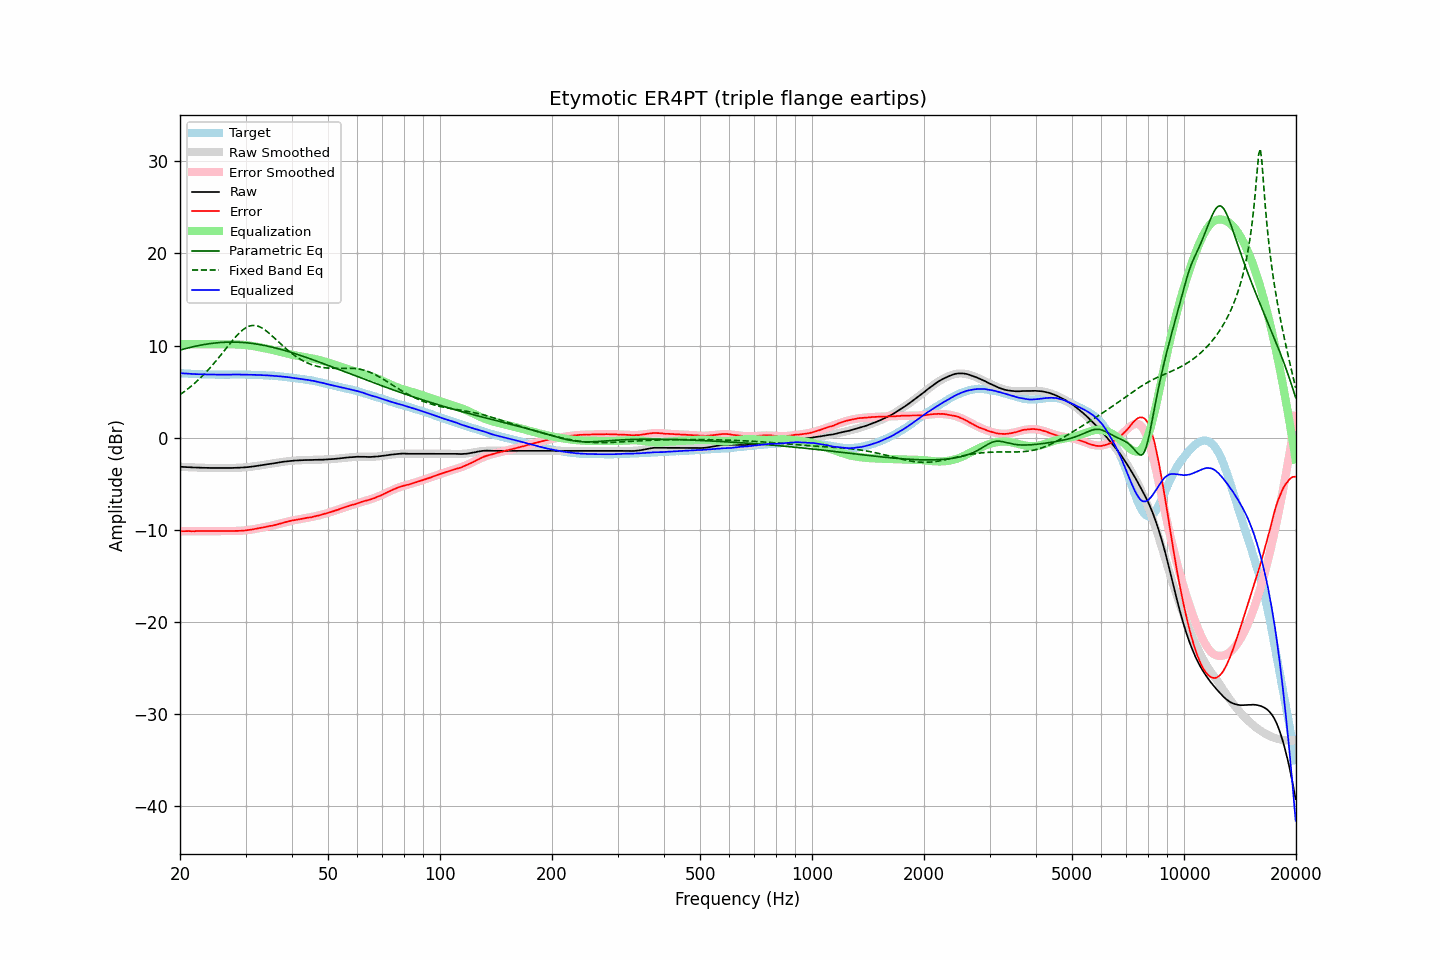 Etymotic ER4PT (triple flange eartips)
Target
Raw Smoothed
Error Smoothed
Raw
Error
Equalization
Parametric Eq
Fixed Band Eq
Equalized
30
20
10
0
−10
−20
−30
−40
Amplitude (dBr)
20 50 100 200 500 1000 2000 5000 10000 20000
Frequency (Hz)